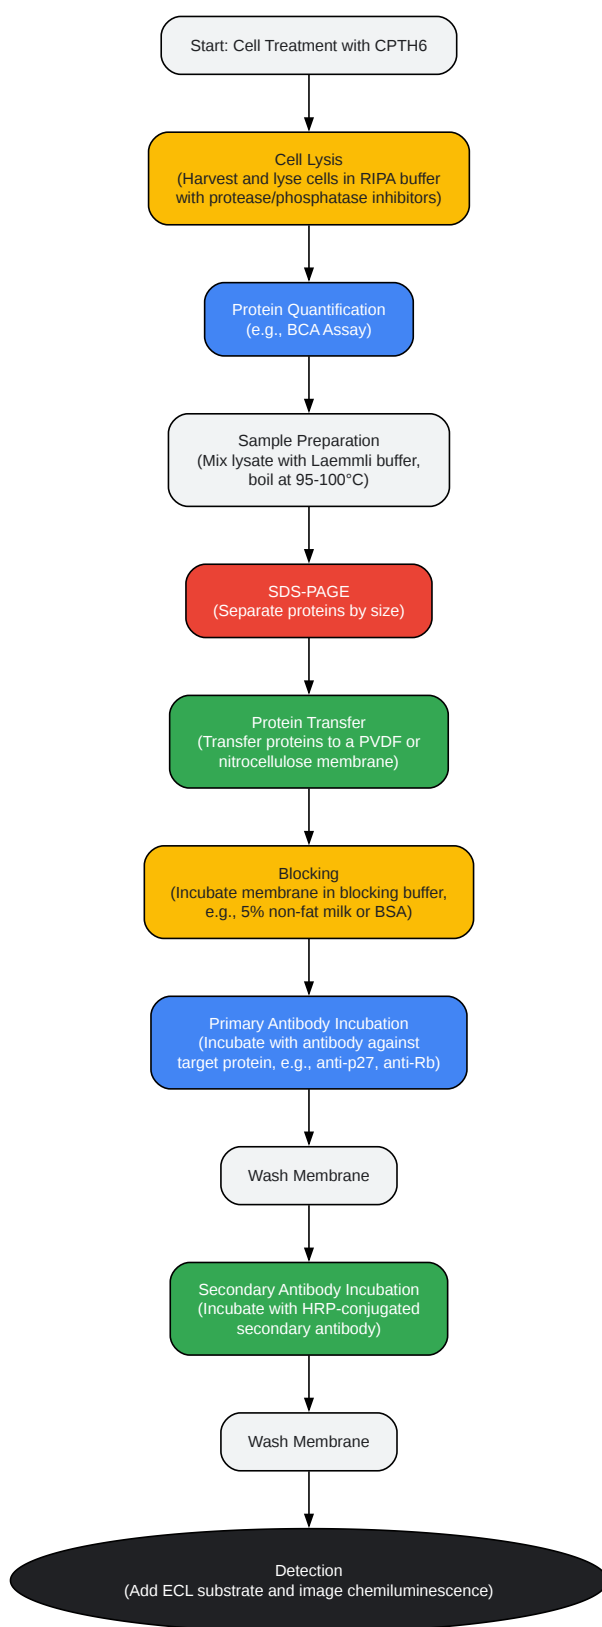 Start: Cell Treatment with CPTH6
Cell Lysis
(Harvest and lyse cells in RIPA buffer
with protease/phosphatase inhibitors)
Protein Quantification
(e.g., BCA Assay)
Sample Preparation
(Mix lysate with Laemmli buffer,
boil at 95-100°C)
SDS-PAGE
(Separate proteins by size)
Protein Transfer
(Transfer proteins to a PVDF or
nitrocellulose membrane)
Blocking
(Incubate membrane in blocking buffer,
e.g., 5% non-fat milk or BSA)
Primary Antibody Incubation
(Incubate with antibody against
target protein, e.g., anti-p27, anti-Rb)
Wash Membrane
Secondary Antibody Incubation
(Incubate with HRP-conjugated
secondary antibody)
Wash Membrane
Detection
(Add ECL substrate and image chemiluminescence)